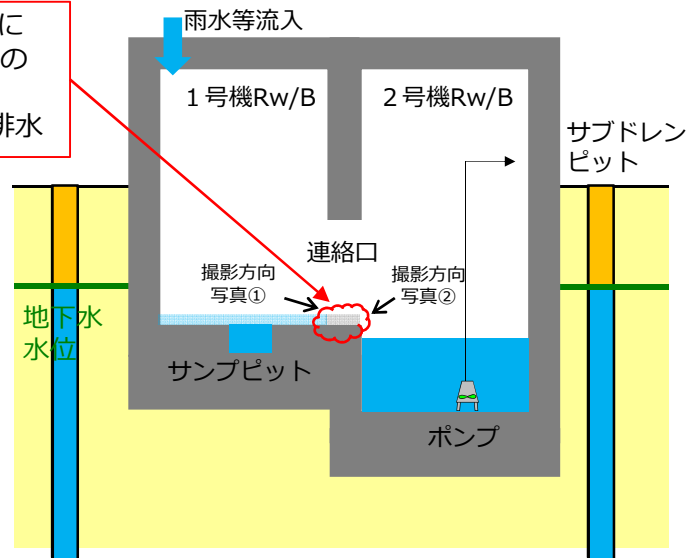 雨水等流入
に
の
排水
１号機Rw/B
２号機Rw/B
サブドレン
ピット
連絡口
撮影方向
写真①
撮影方向
写真②
地下水
水位
サンプピット
ポンプ